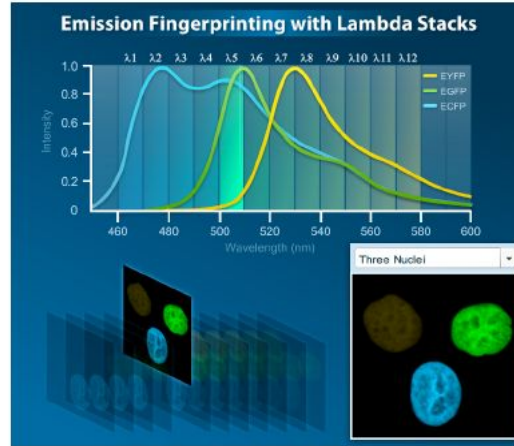 Emission Fingerprinting with Lambda Stacks
λ1 λ2 λ3 λ4 λ5 λ6 λ7 λ8 λ9 λ10 λ11 λ12
1.0
0.8
0.6
0.4
0.2
0
Intensity
EYFP
EGFP
ECFP
460 480 500 520 540 560 580 600
Wavelength (nm)
Three Nuclei